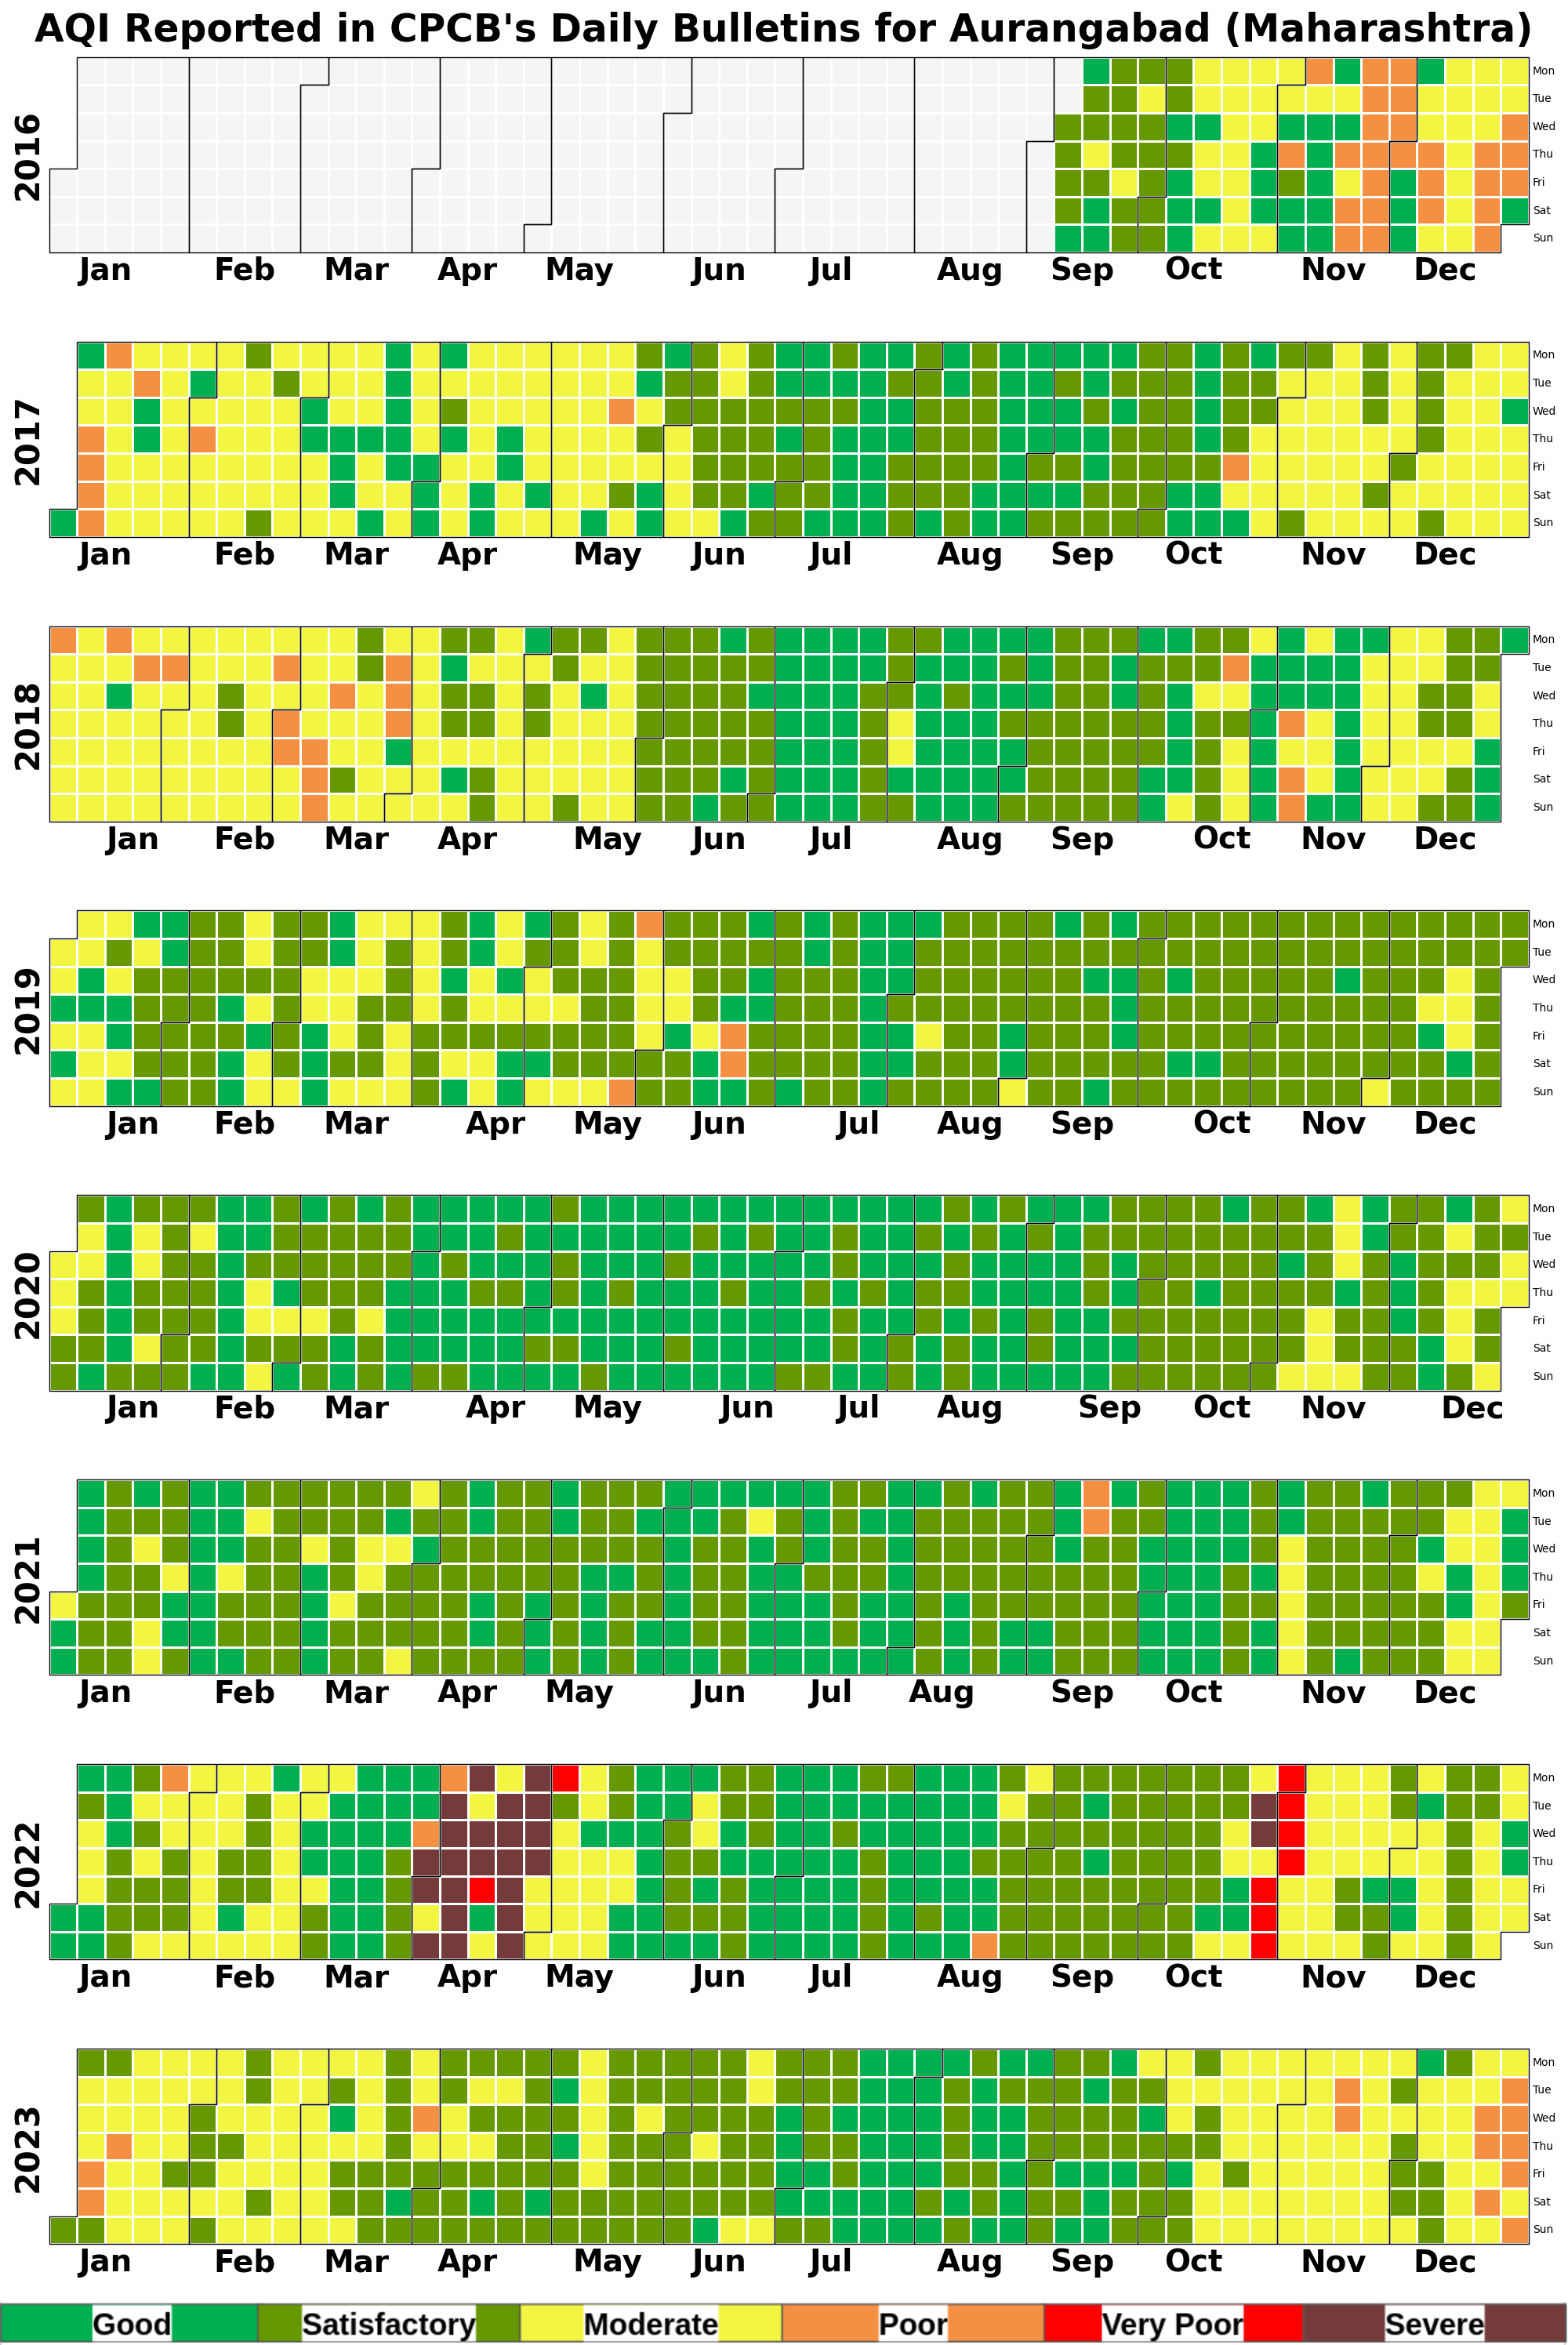 AQI Reported in CPCB's Daily Bulletins for Aurangabad (Maharashtra)
2016
Mon
Tue
Wed
Thu
Fri
Sat
Sun
Jan Feb Mar Apr May Jun Jul Aug Sep Oct Nov Dec
2017
Mon
Tue
Wed
Thu
Fri
Sat
Sun
Jan Feb Mar Apr May Jun Jul Aug Sep Oct Nov Dec
2018
Mon
Tue
Wed
Thu
Fri
Sat
Sun
Jan Feb Mar Apr May Jun Jul Aug Sep Oct Nov Dec
2019
Mon
Tue
Wed
Thu
Fri
Sat
Sun
Jan Feb Mar Apr May Jun Jul Aug Sep Oct Nov Dec
2020
Mon
Tue
Wed
Thu
Fri
Sat
Sun
Jan Feb Mar Apr May Jun Jul Aug Sep Oct Nov Dec
2021
Mon
Tue
Wed
Thu
Fri
Sat
Sun
Jan Feb Mar Apr May Jun Jul Aug Sep Oct Nov Dec
2022
Mon
Tue
Wed
Thu
Fri
Sat
Sun
Jan Feb Mar Apr May Jun Jul Aug Sep Oct Nov Dec
2023
Mon
Tue
Wed
Thu
Fri
Sat
Sun
Jan Feb Mar Apr May Jun Jul Aug Sep Oct Nov Dec
Good Satisfactory Moderate Poor Very Poor Severe